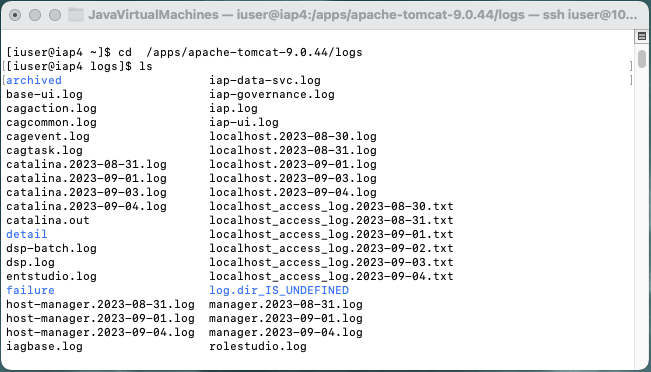 JavaVirtualMachines — iuser@iap4:/apps/apache-tomcat-9.0.44/logs — ssh iuser@10...
[iuser@iap4 ~]$ cd  /apps/apache-tomcat-9.0.44/logs
[[iuser@iap4 logs]$ ls ]
[archived                  iap-data-svc.log ]
base-ui.log                iap-governance.log
cagaction.log              iap.log
cagcommon.log              iap-ui.log
cagevent.log               localhost.2023-08-30.log
cagtask.log                localhost.2023-08-31.log
catalina.2023-08-31.log    localhost.2023-09-01.log
catalina.2023-09-01.log    localhost.2023-09-03.log
catalina.2023-09-03.log    localhost.2023-09-04.log
catalina.2023-09-04.log    localhost_access_log.2023-08-30.txt
catalina.out               localhost_access_log.2023-08-31.txt
detail                     localhost_access_log.2023-09-01.txt
dsp-batch.log              localhost_access_log.2023-09-02.txt
dsp.log                    localhost_access_log.2023-09-03.txt
entstudio.log              localhost_access_log.2023-09-04.txt
failure                    log.dir_IS_UNDEFINED
host-manager.2023-08-31.log  manager.2023-08-31.log
host-manager.2023-09-01.log  manager.2023-09-01.log
host-manager.2023-09-04.log  manager.2023-09-04.log
iagbase.log                rolestudio.log